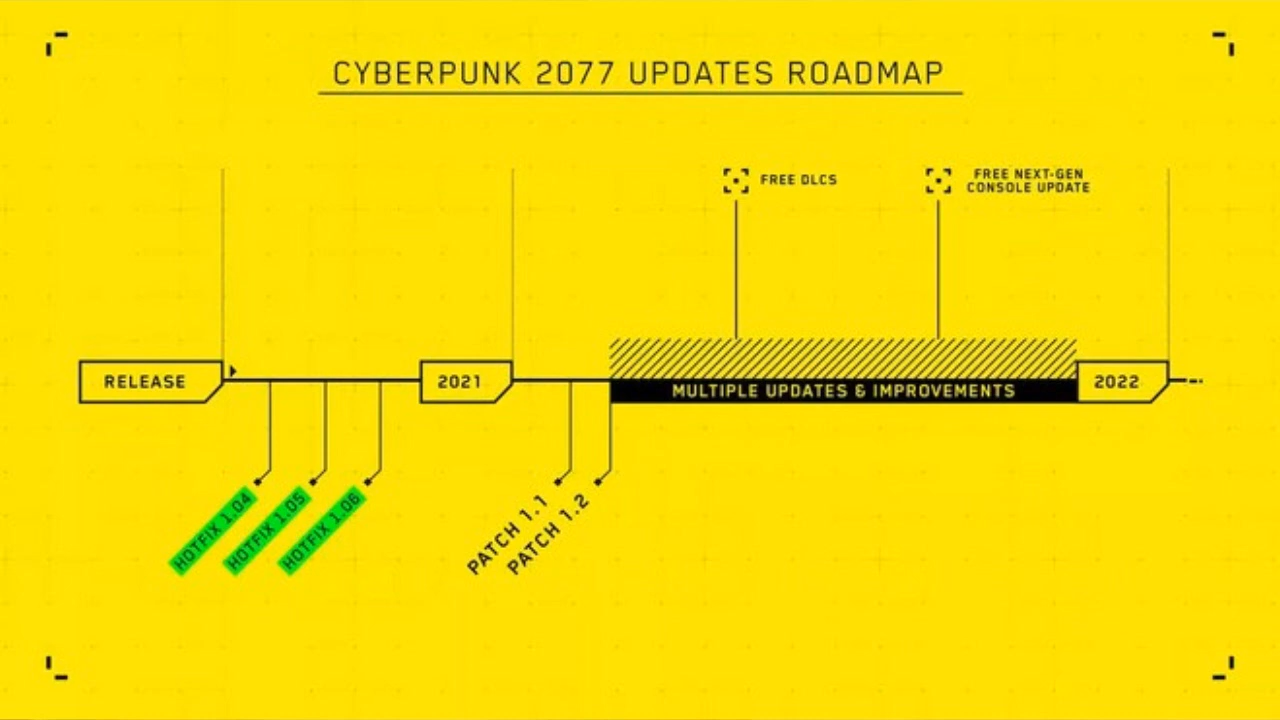 CYBERPUNK 2077 UPDATES ROADMAP
FREE DLCS
FREE NEXT-GEN
CONSOLE UPDATE
RELEASE
2021
MULTIPLE UPDATES & IMPROVEMENTS
2022
HOTFIX 1.04
HOTFIX 1.05
HOTFIX 1.06
PATCH 1.1
PATCH 1.2